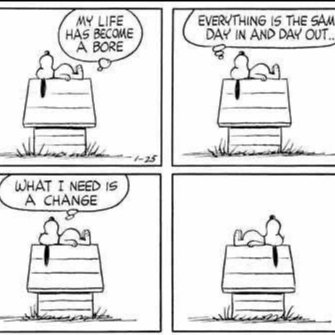 MY LIFE
HAS BECOME
A BORE
1-25
EVERYTHING IS THE SAM
DAY IN AND DAY OUT..
WHAT I NEED IS
A CHANGE